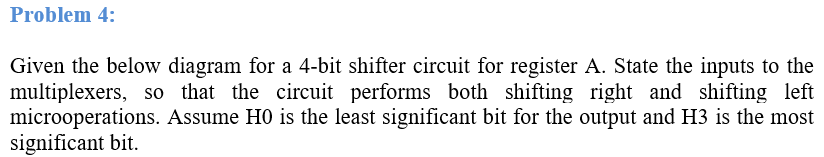 Problem 4:
Given the below diagram for a 4-bit shifter circuit for register A. State the inputs to the
multiplexers, so that the circuit performs both shifting right and shifting left
microoperations. Assume H0 is the least significant bit for the output and H3 is the most
significant bit.